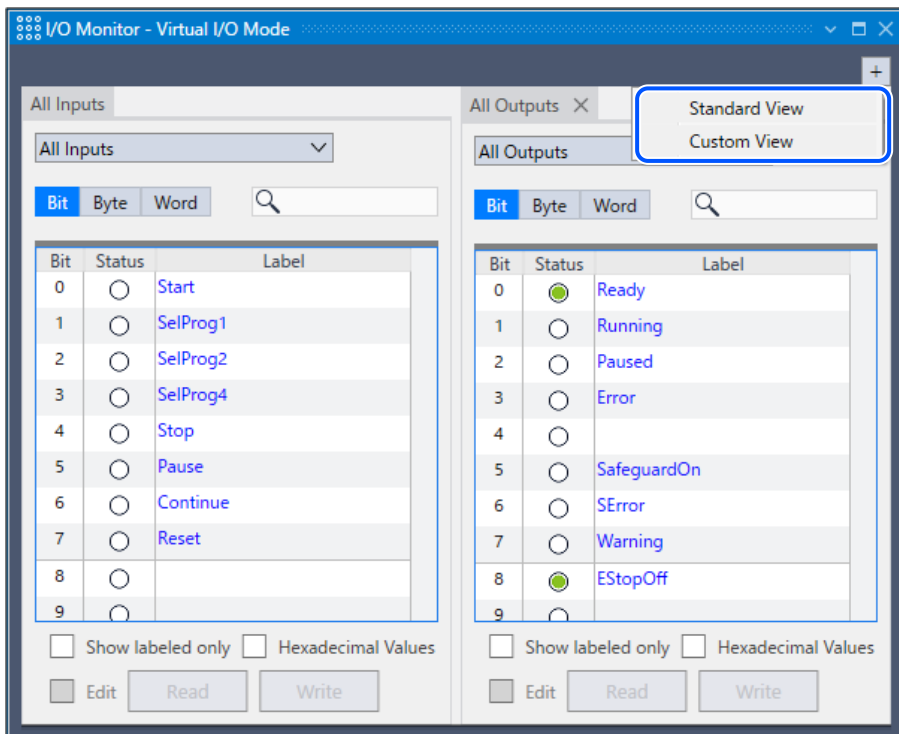 I/O Monitor - Virtual I/O Mode
+
All Inputs
All Inputs
Bit Byte Word
Bit Status Label
0 Start
1 SelProg1
2 SelProg2
3 SelProg4
4 Stop
5 Pause
6 Continue
7 Reset
8
9
Show labeled only Hexadecimal Values
Edit Read Write
All Outputs
Standard View
Custom View
All Outputs
Bit Byte Word
Bit Status Label
0 Ready
1 Running
2 Paused
3 Error
4
5 SafeguardOn
6 SError
7 Warning
8 EStopOff
9
Show labeled only Hexadecimal Values
Edit Read Write